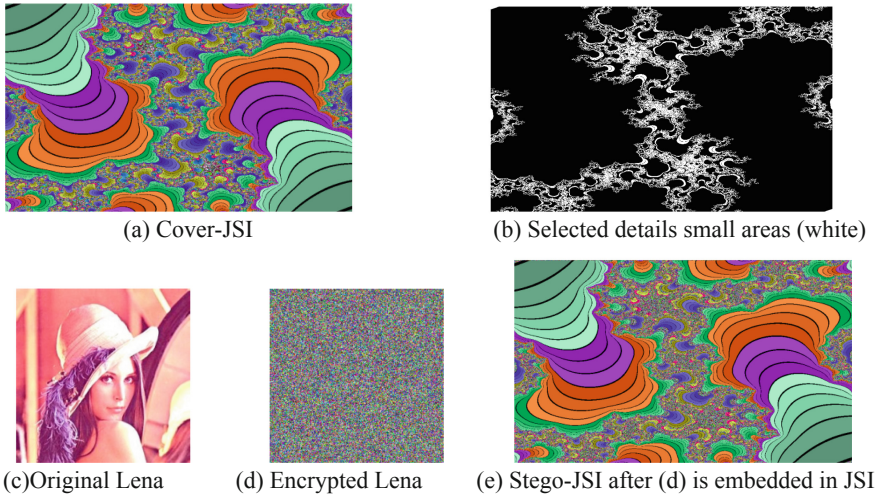 (a) Cover-JSI
(b) Selected details small areas (white)
(c)Original Lena
(d) Encrypted Lena
(e) Stego-JSI after (d) is embedded in JSI